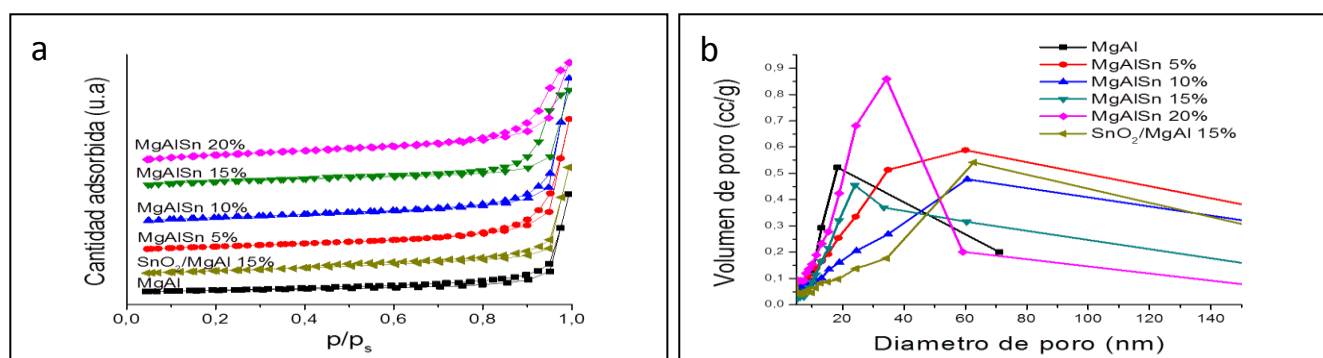 a
Cantidad adsorbida (u.a)
MgAlSn 20%
MgAlSn 15%
MgAlSn 10%
MgAlSn 5%
SnO₂/MgAl 15%
MgAl
0,0 0,2 0,4 0,6 0,8 1,0
p/pₛ
b
Volumen de poro (cc/g)
0,9
0,8
0,7
0,6
0,5
0,4
0,3
0,2
0,1
0,0
MgAl
MgAlSn 5%
MgAlSn 10%
MgAlSn 15%
MgAlSn 20%
SnO₂/MgAl 15%
20 40 60 80 100 120 140
Diametro de poro (nm)